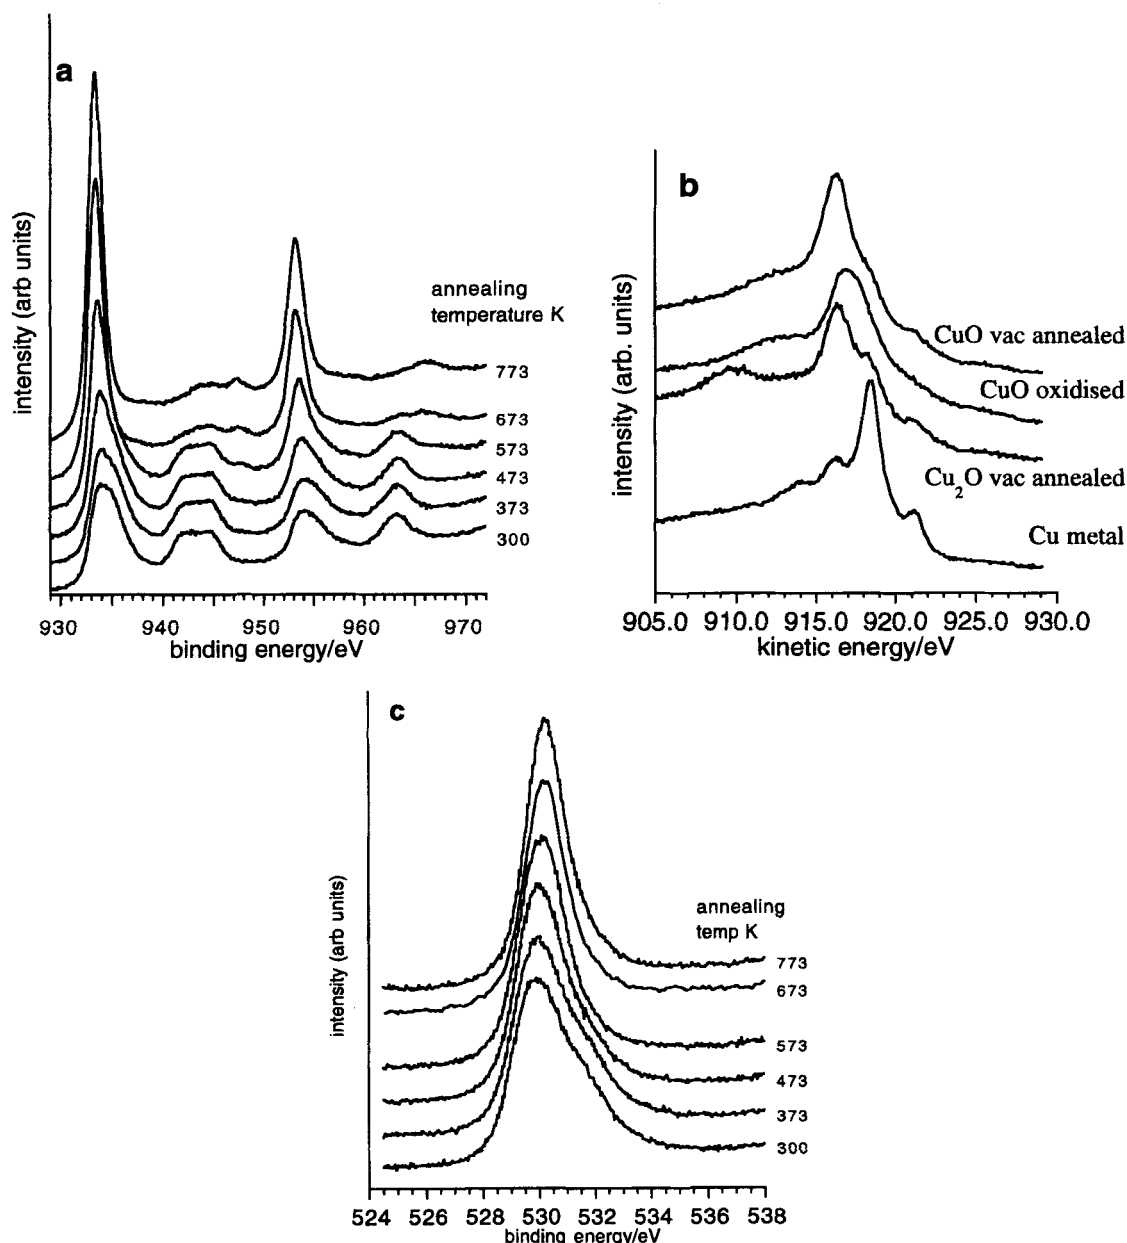 a
intensity (arb units)
annealing
temperature K
773
673
573
473
373
300
930 940 950 960 970
binding energy/eV
b
intensity (arb. units)
CuO vac annealed
CuO oxidised
Cu₂O vac annealed
Cu metal
905.0 910.0 915.0 920.0 925.0 930.0
kinetic energy/eV
c
intensity (arb units)
annealing
temp K
773
673
573
473
373
300
524 526 528 530 532 534 536 538
binding energy/eV